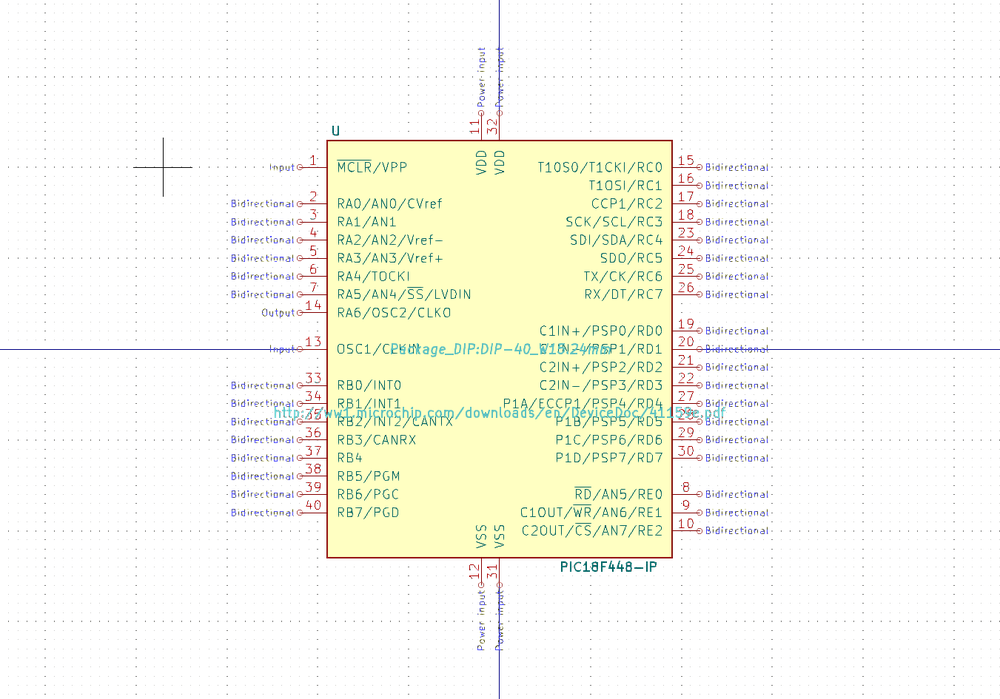 Power input
Power input
U
11
32
VDD
VDD
Input 1 MCLR/VPP
Bidirectional 2 RA0/AN0/CVref
Bidirectional 3 RA1/AN1
Bidirectional 4 RA2/AN2/Vref-
Bidirectional 5 RA3/AN3/Vref+
Bidirectional 6 RA4/T0CKI
Bidirectional 7 RA5/AN4/SS/LVDIN
Output 14 RA6/OSC2/CLKO
Input 13 OSC1/CLKIN
Bidirectional 33 RB0/INT0
Bidirectional 34 RB1/INT1
Bidirectional 35 RB2/INT2/CANTX
Bidirectional 36 RB3/CANRX
Bidirectional 37 RB4
Bidirectional 38 RB5/PGM
Bidirectional 39 RB6/PGC
Bidirectional 40 RB7/PGD
T1OSO/T1CKI/RC0 15 Bidirectional
T1OSI/RC1 16 Bidirectional
CCP1/RC2 17 Bidirectional
SCK/SCL/RC3 18 Bidirectional
SDI/SDA/RC4 23 Bidirectional
SDO/RC5 24 Bidirectional
TX/CK/RC6 25 Bidirectional
RX/DT/RC7 26 Bidirectional
C1IN+/PSP0/RD0 19 Bidirectional
C1IN-/PSP1/RD1 20 Bidirectional
C2IN+/PSP2/RD2 21 Bidirectional
C2IN-/PSP3/RD3 22 Bidirectional
P1A/ECCP1/PSP4/RD4 27 Bidirectional
P1B/PSP5/RD5 28 Bidirectional
P1C/PSP6/RD6 29 Bidirectional
P1D/PSP7/RD7 30 Bidirectional
RD/AN5/RE0 8 Bidirectional
C1OUT/WR/AN6/RE1 9 Bidirectional
C2OUT/CS/AN7/RE2 10 Bidirectional
Package_DIP:DIP-40_W15.24mm
http://ww1.microchip.com/downloads/en/DeviceDoc/41159e.pdf
VSS
VSS
12
31
PIC18F448-IP
Power input
Power input